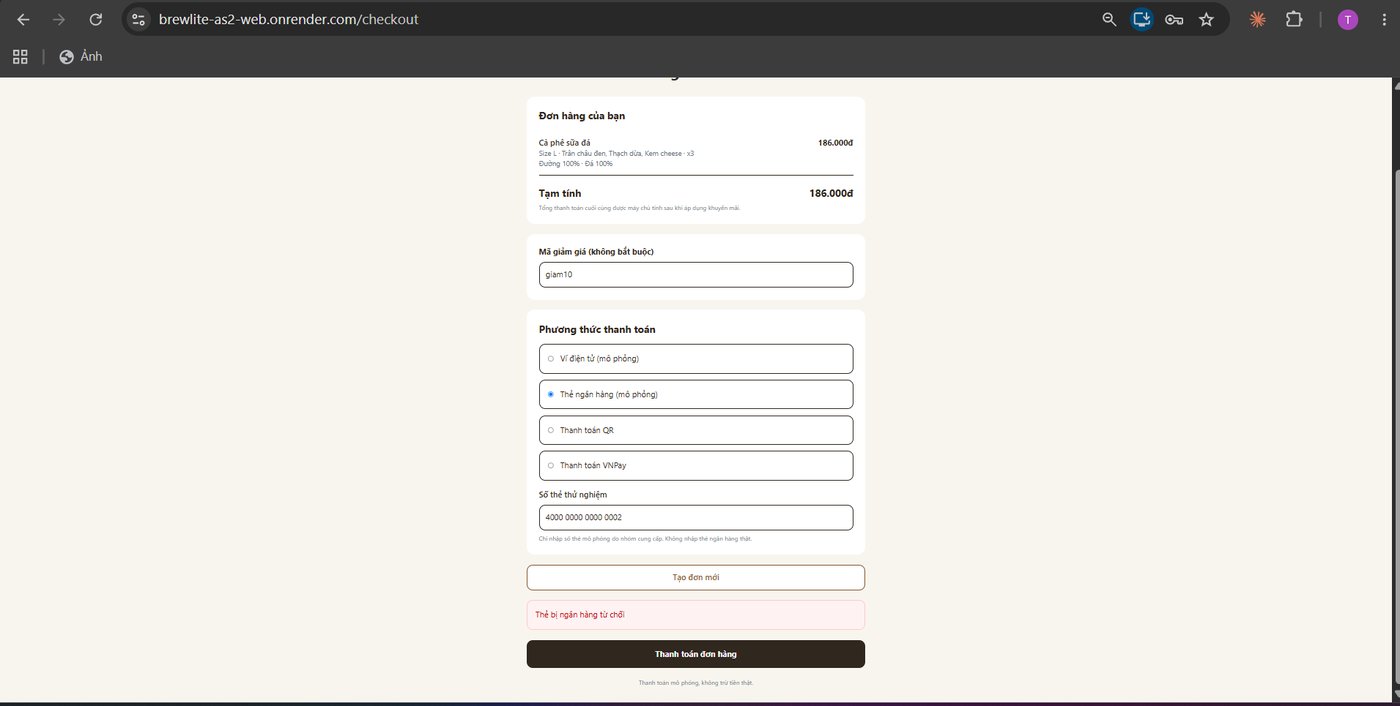 brewlite-as2-web.onrender.com/checkout
T
Ảnh
Đơn hàng của bạn
Cà phê sữa đá 186.000đ
Size L · Trân châu đen, Thạch dừa, Kem cheese · x3
Đường 100% · Đá 100%
Tạm tính 186.000đ
Tổng thanh toán cuối cùng được máy chủ tính sau khi áp dụng khuyến mãi.
Mã giảm giá (không bắt buộc)
giam10
Phương thức thanh toán
Ví điện tử (mô phỏng)
Thẻ ngân hàng (mô phỏng)
Thanh toán QR
Thanh toán VNPay
Số thẻ thử nghiệm
4000 0000 0000 0002
Chỉ nhập số thẻ mô phỏng do nhóm cung cấp. Không nhập thẻ ngân hàng thật.
Tạo đơn mới
Thẻ bị ngân hàng từ chối
Thanh toán đơn hàng
Thanh toán mô phỏng, không trừ tiền thật.